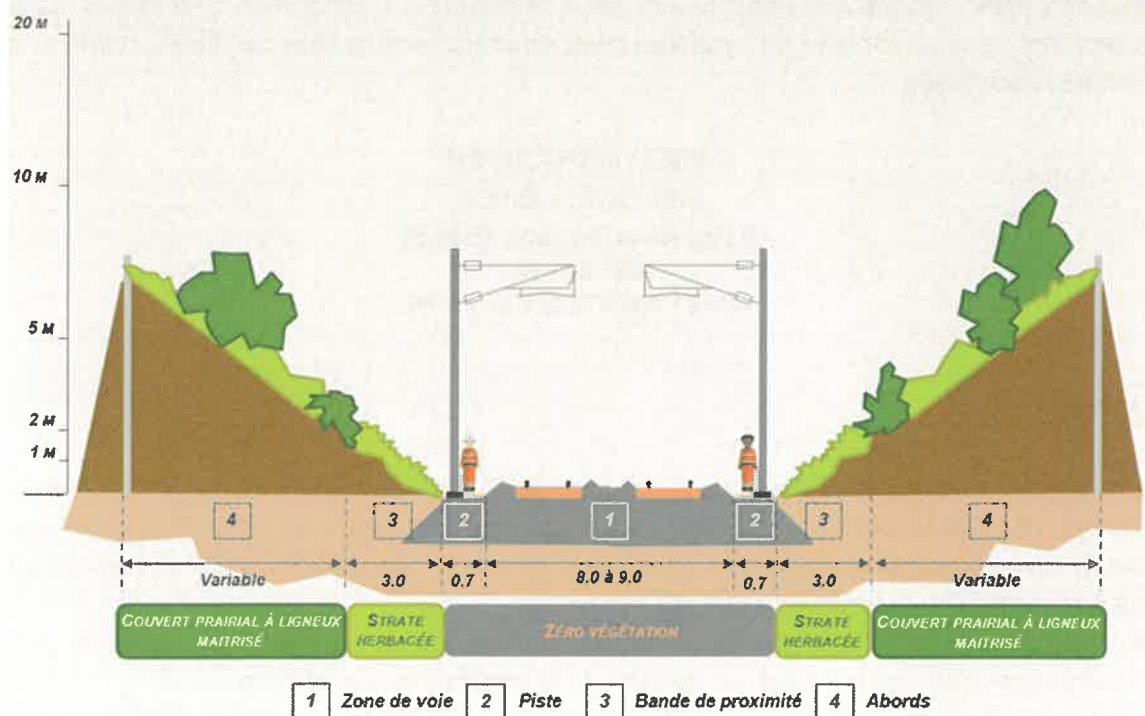 20 M
10 M
5 M
2 M
1 M
4 3 2 1 2 3 4
Variable 3.0 0.7 8.0 à 9.0 0.7 3.0 Variable
COUVERT PRAIRIAL À LIGNEUX MAITRISÉ
STRATE HERBACÉE
ZÉRO VÉGÉTATION
STRATE HERBACÉE
COUVERT PRAIRIAL À LIGNEUX MAITRISÉ
1 Zone de voie 2 Piste 3 Bande de proximité 4 Abords